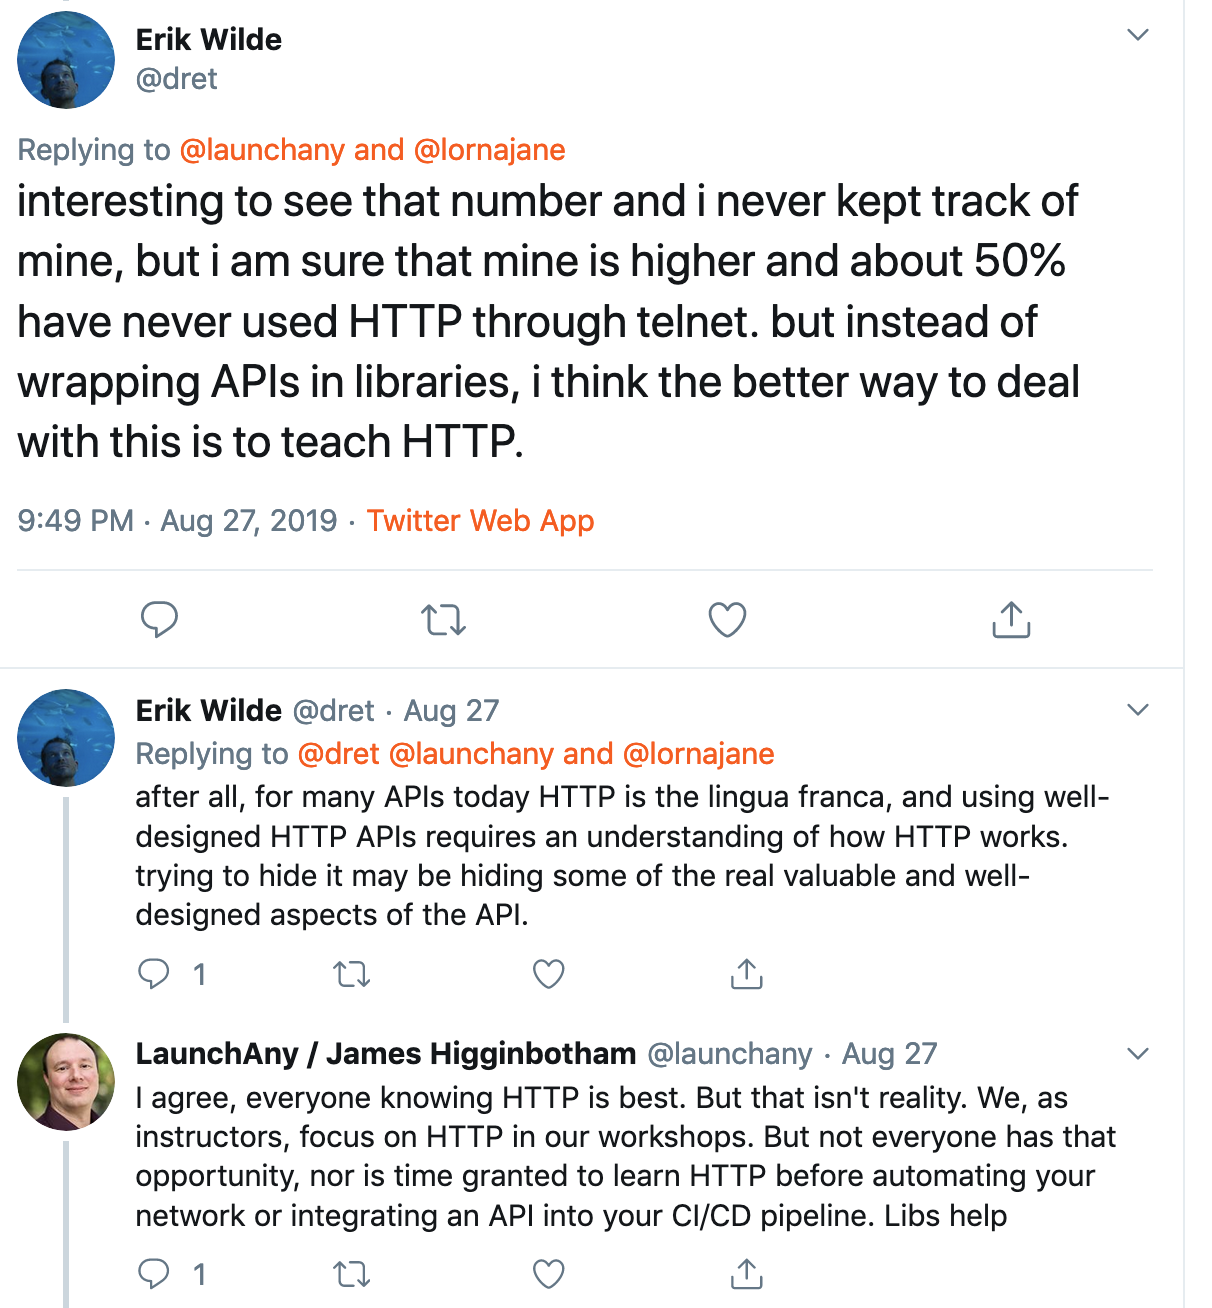 Erik Wilde
@dret
Replying to @launchany and @lornajane
interesting to see that number and i never kept track of
mine, but i am sure that mine is higher and about 50%
have never used HTTP through telnet. but instead of
wrapping APIs in libraries, i think the better way to deal
with this is to teach HTTP.
9:49 PM · Aug 27, 2019 · Twitter Web App
Erik Wilde @dret · Aug 27
Replying to @dret @launchany and @lornajane
after all, for many APIs today HTTP is the lingua franca, and using well-
designed HTTP APIs requires an understanding of how HTTP works.
trying to hide it may be hiding some of the real valuable and well-
designed aspects of the API.
1
LaunchAny / James Higginbotham @launchany · Aug 27
I agree, everyone knowing HTTP is best. But that isn't reality. We, as
instructors, focus on HTTP in our workshops. But not everyone has that
opportunity, nor is time granted to learn HTTP before automating your
network or integrating an API into your CI/CD pipeline. Libs help
1